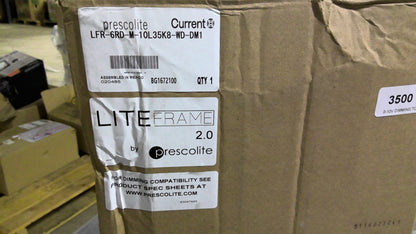 prescolite Current
LFR-6RD-M-10L35K8-WD-DM1
ASSEMBLED IN MEXICO
020486 BG1672100 QTY 1
LITEFRAME
2.0
by prescolite
FOR DIMMING COMPATIBILITY SEE
PRODUCT SPEC SHEETS AT
WWW.PRESCOLITE.COM
3500